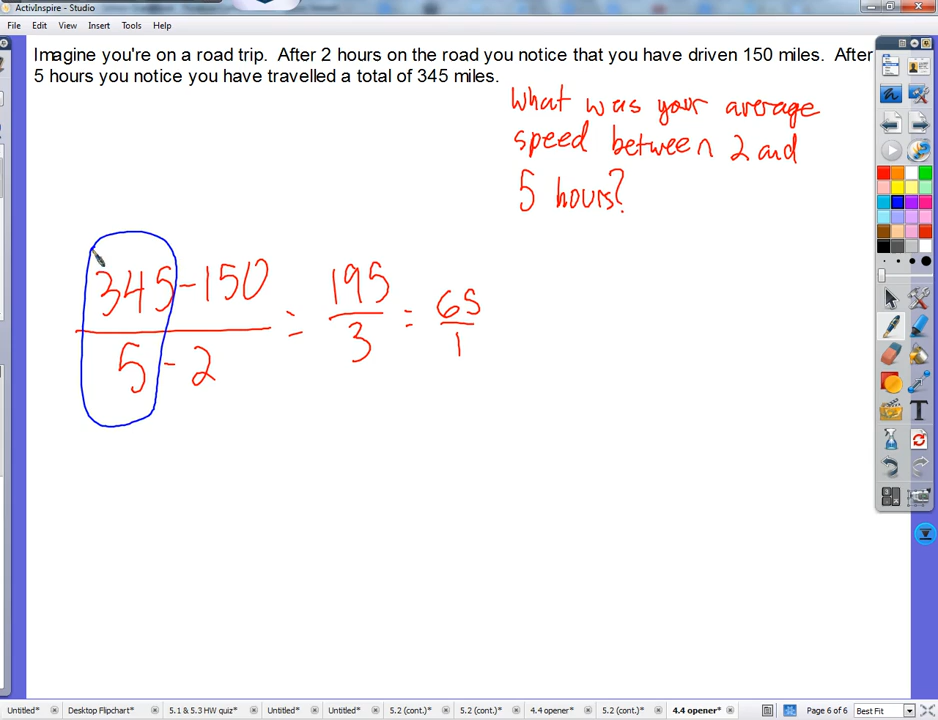 ActivInspire - Studio
File Edit View Insert Tools Help
Imagine you're on a road trip. After 2 hours on the road you notice that you have driven 150 miles. After
5 hours you notice you have travelled a total of 345 miles.
What was your average
speed between 2 and
5 hours?
345-150 195 65
= =
5-2 3 1
Untitled* Desktop Flipchart* 5.1 & 5.3 HW quiz* Untitled* Untitled* 5.2 (cont.)* 5.2 (cont.)* 4.4 opener* 5.2 (cont.)* 4.4 opener* Page 6 of 6 Best Fit